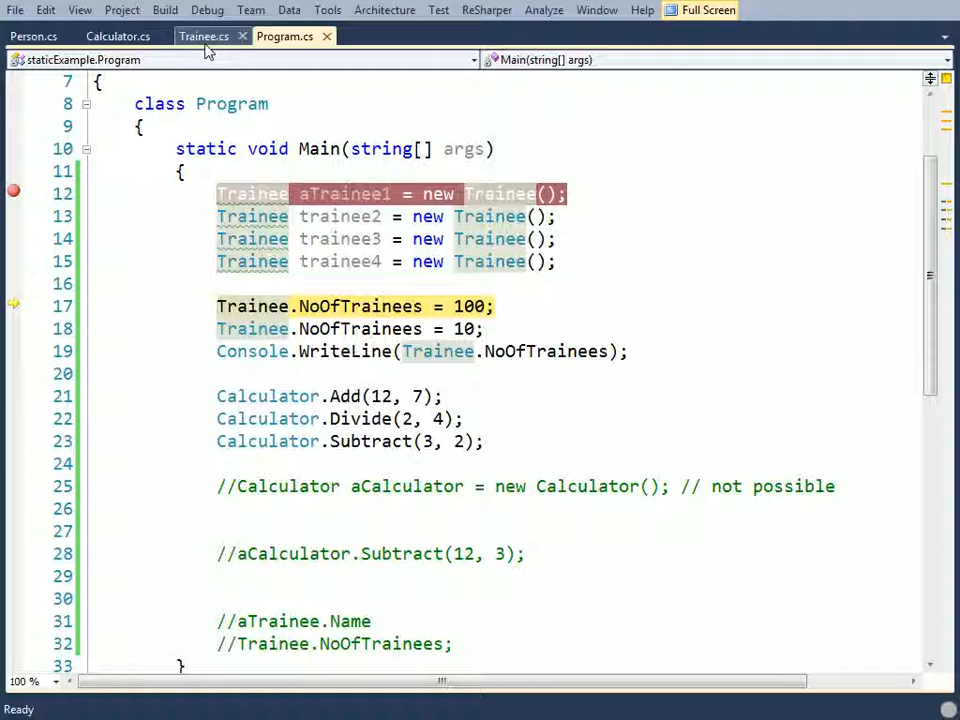 File Edit View Project Build Debug Team Data Tools Architecture Test ReSharper Analyze Window Help Full Screen
Person.cs Calculator.cs Trainee.cs Program.cs
staticExample.Program Main(string[] args)
7 {
8 class Program
9 {
10 static void Main(string[] args)
11 {
12 Trainee aTrainee1 = new Trainee();
13 Trainee trainee2 = new Trainee();
14 Trainee trainee3 = new Trainee();
15 Trainee trainee4 = new Trainee();
16
17 Trainee.NoOfTrainees = 100;
18 Trainee.NoOfTrainees = 10;
19 Console.WriteLine(Trainee.NoOfTrainees);
20
21 Calculator.Add(12, 7);
22 Calculator.Divide(2, 4);
23 Calculator.Subtract(3, 2);
24
25 //Calculator aCalculator = new Calculator(); // not possible
26
27
28 //aCalculator.Subtract(12, 3);
29
30
31 //aTrainee.Name
32 //Trainee.NoOfTrainees;
33 }
100 %
Ready